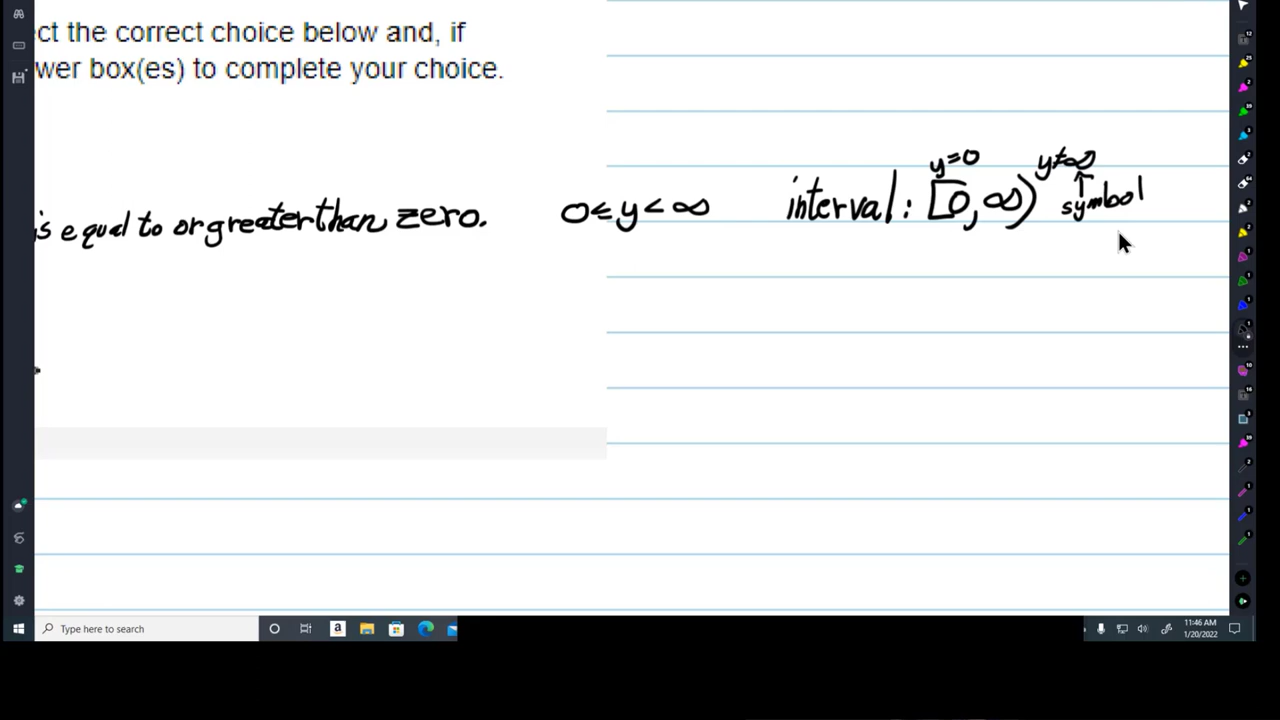 ct the correct choice below and, if
wer box(es) to complete your choice.
y=0 y≠∞
interval: [0,∞) symbol
is equal to or greater than zero. 0≤y<∞
Type here to search
11:46 AM
1/20/2022